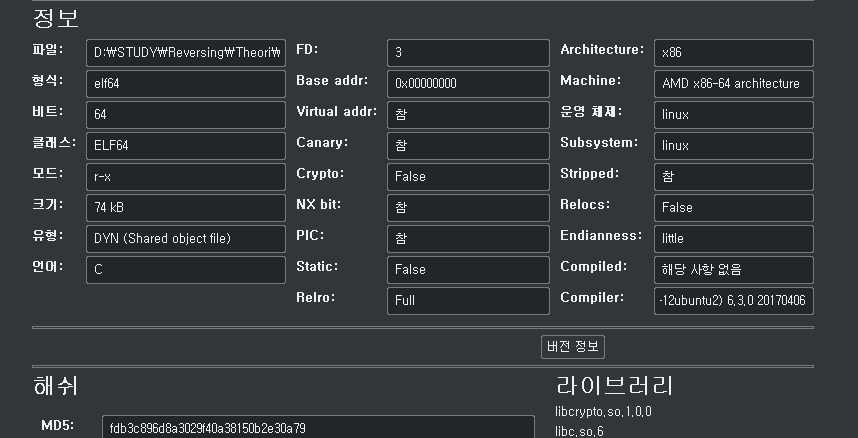 정보
파일: D:₩STUDY₩Reversing₩Theori₩ FD: 3 Architecture: x86
형식: elf64 Base addr: 0x00000000 Machine: AMD x86-64 architecture
비트: 64 Virtual addr: 참 운영 체제: linux
클래스: ELF64 Canary: 참 Subsystem: linux
모드: r-x Crypto: False Stripped: 참
크기: 74 kB NX bit: 참 Relocs: False
유형: DYN (Shared object file) PIC: 참 Endianness: little
언어: C Static: False Compiled: 해당 사항 없음
Relro: Full Compiler: -12ubuntu2) 6.3.0 20170406
버전 정보
해쉬 라이브러리
MD5: fdb3c896d8a3029f40a38150b2e30a79 libcrypto.so.1.0.0
libc.so.6